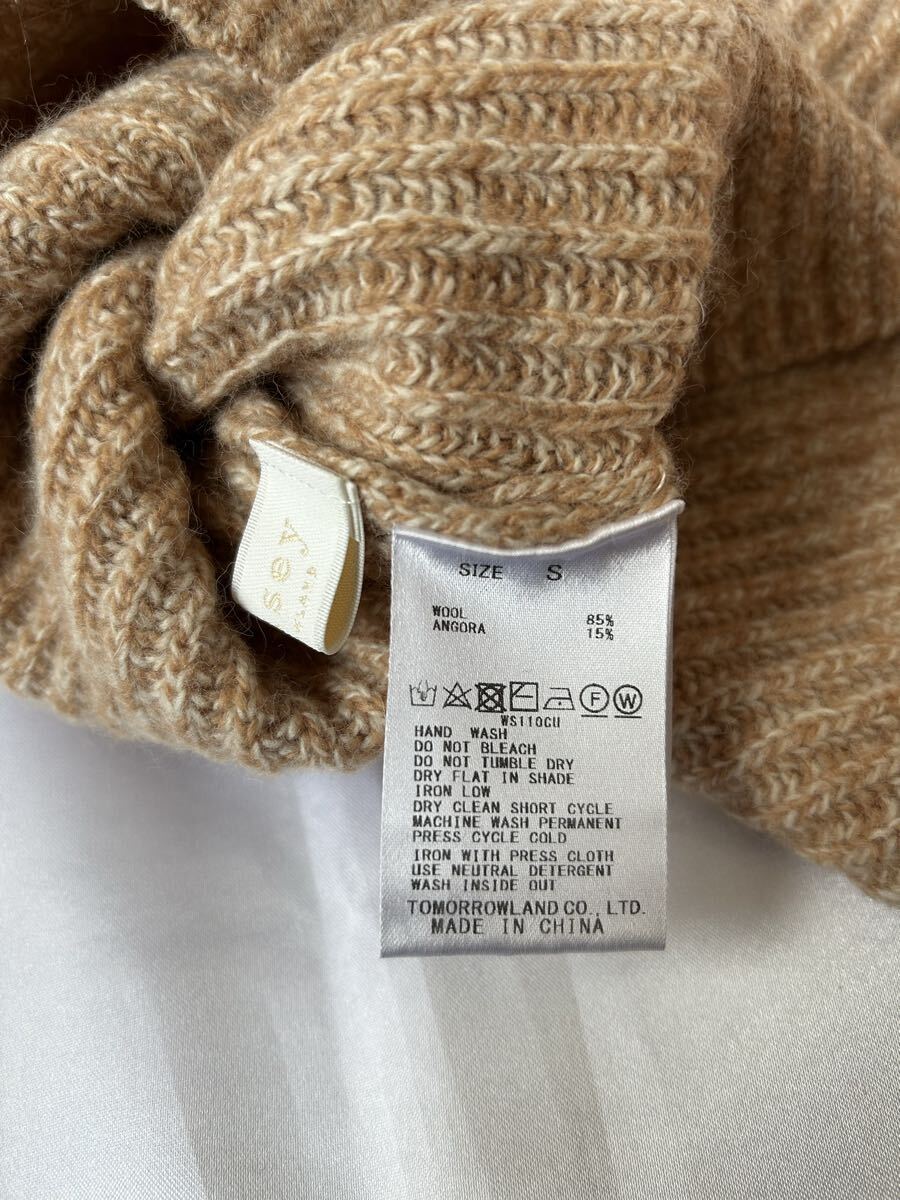 sey
SIZE S
WOOL 85%
ANGORA 15%
F W
WS110CU
HAND WASH
DO NOT BLEACH
DO NOT TUMBLE DRY
DRY FLAT IN SHADE
IRON LOW
DRY CLEAN SHORT CYCLE
MACHINE WASH PERMANENT
PRESS CYCLE COLD
IRON WITH PRESS CLOTH
USE NEUTRAL DETERGENT
WASH INSIDE OUT
TOMORROWLAND CO., LTD.
MADE IN CHINA